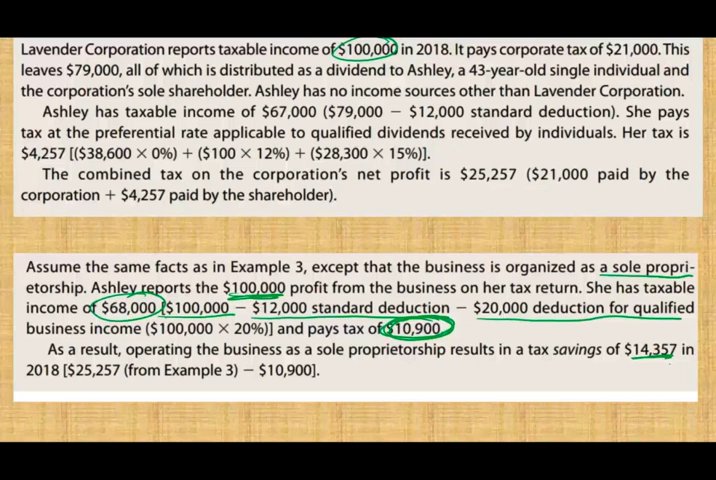 Lavender Corporation reports taxable income of $100,000 in 2018. It pays corporate tax of $21,000. This
leaves $79,000, all of which is distributed as a dividend to Ashley, a 43-year-old single individual and
the corporation's sole shareholder. Ashley has no income sources other than Lavender Corporation.
Ashley has taxable income of $67,000 ($79,000 − $12,000 standard deduction). She pays
tax at the preferential rate applicable to qualified dividends received by individuals. Her tax is
$4,257 [($38,600 × 0%) + ($100 × 12%) + ($28,300 × 15%)].
The combined tax on the corporation's net profit is $25,257 ($21,000 paid by the
corporation + $4,257 paid by the shareholder).
Assume the same facts as in Example 3, except that the business is organized as a sole propri-
etorship. Ashley reports the $100,000 profit from the business on her tax return. She has taxable
income of $68,000 [$100,000 − $12,000 standard deduction − $20,000 deduction for qualified
business income ($100,000 × 20%)] and pays tax of $10,900.
As a result, operating the business as a sole proprietorship results in a tax savings of $14,357 in
2018 [$25,257 (from Example 3) − $10,900].